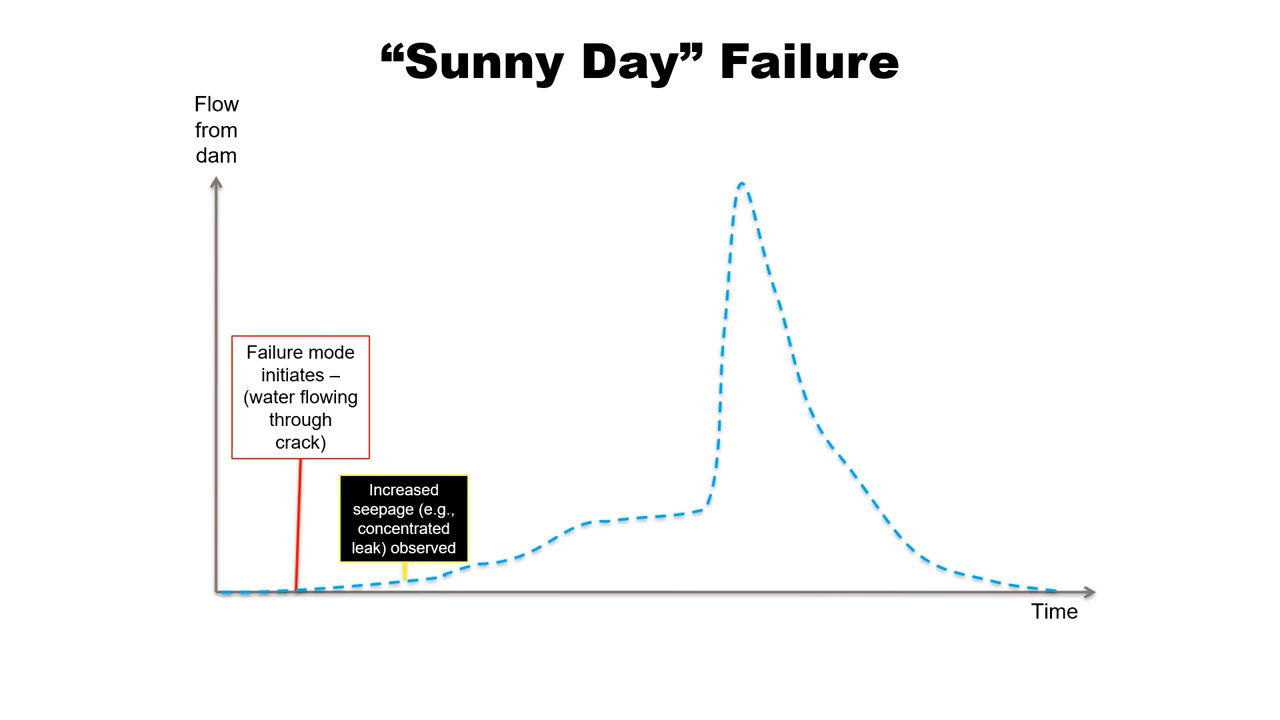 “Sunny Day” Failure
Flow
from
dam
Failure mode
initiates –
(water flowing
through
crack)
Increased
seepage (e.g.,
concentrated
leak) observed
Time